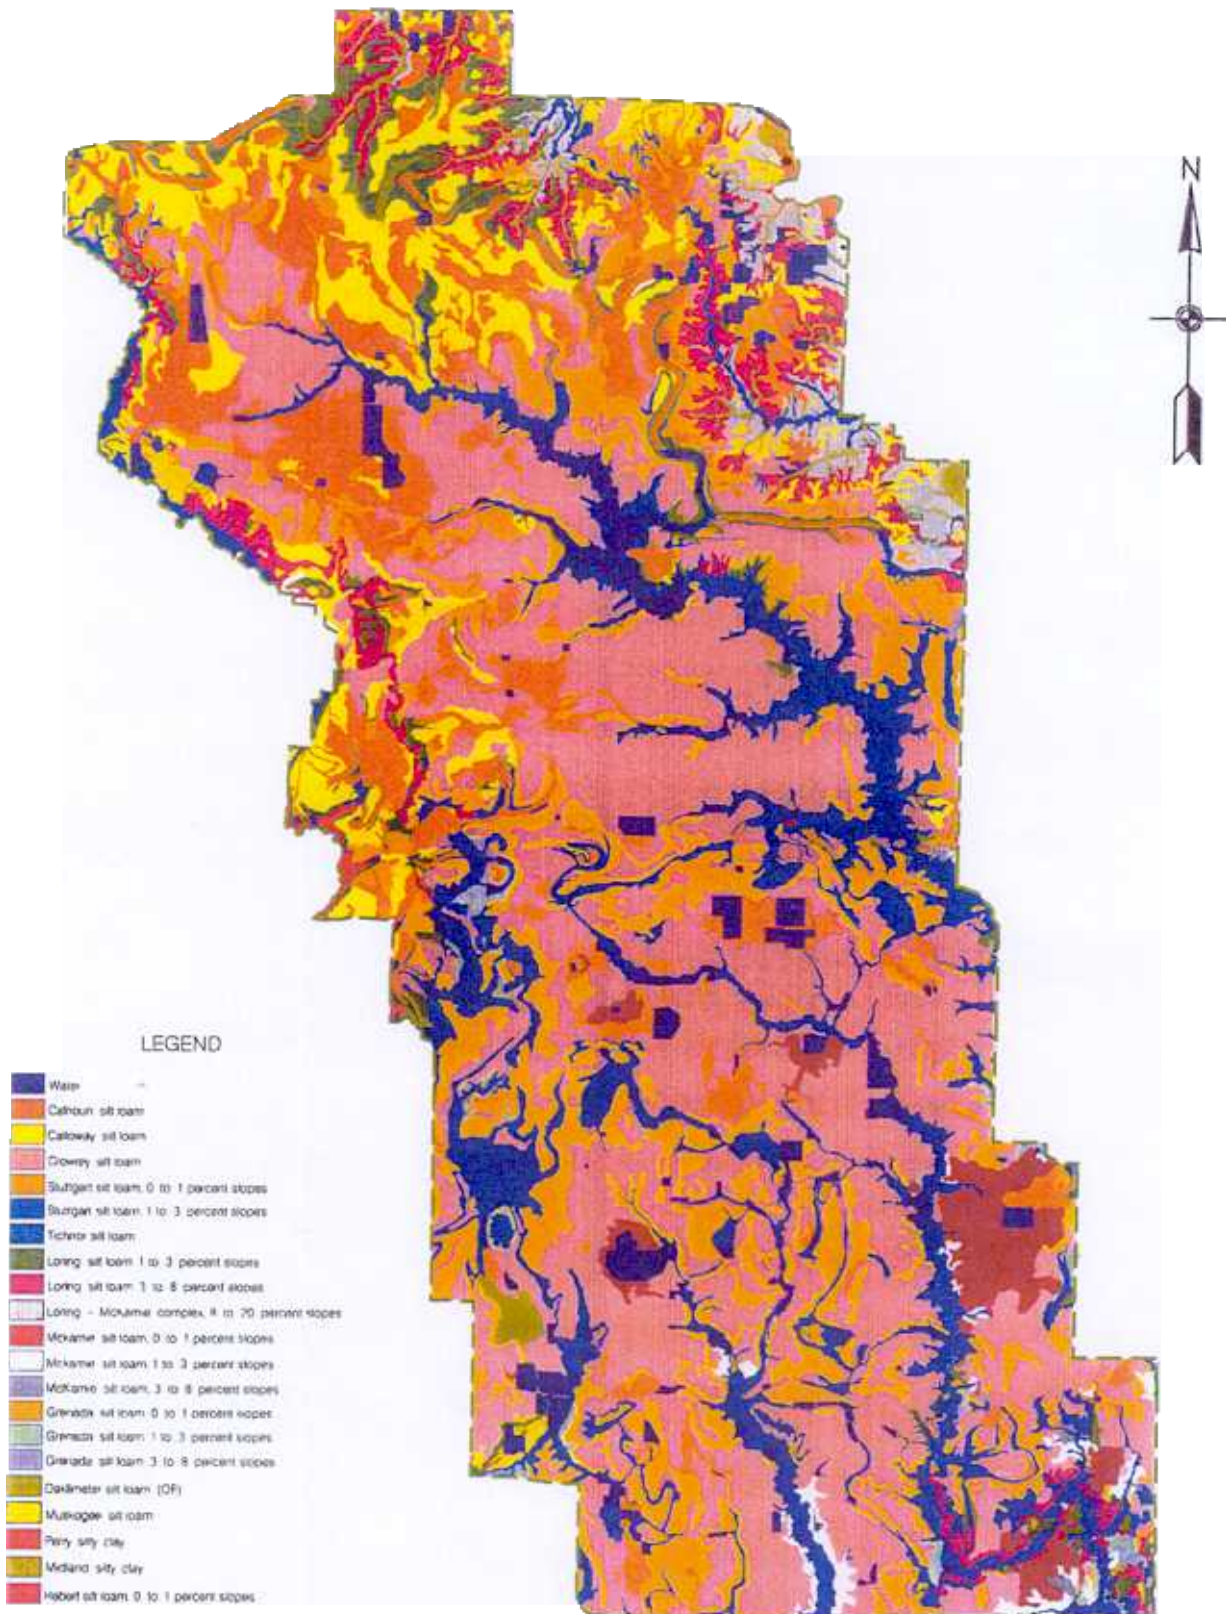 N
LEGEND
Water
Calhoun silt loam
Calloway silt loam
Crowley silt loam
Stuttgart silt loam, 0 to 1 percent slopes
Stuttgart silt loam, 1 to 3 percent slopes
Tichnor silt loam
Loring silt loam 1 to 3 percent slopes
Loring silt loam 3 to 8 percent slopes
Loring - McKamie complex, 8 to 20 percent slopes
Mckamie silt loam, 0 to 1 percent slopes
Mckamie silt loam, 1 to 3 percent slopes
McKamie silt loam, 3 to 8 percent slopes
Grenada silt loam 0 to 1 percent slopes
Grenada silt loam 1 to 3 percent slopes
Grenada silt loam 3 to 8 percent slopes
Oaklimeter silt loam (OF)
Muskogee silt loam
Perry silty clay
Midland silty clay
Hebert silt loam, 0 to 1 percent slopes